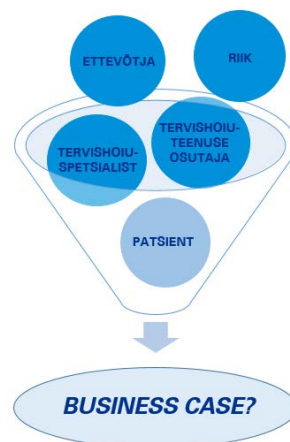 ETTEVÕTJA
RIIK
TERVISHOIU-
SPETSIALIST
TERVISHOIU-
TEENUSE
OSUTAJA
PATSIENT
BUSINESS CASE?